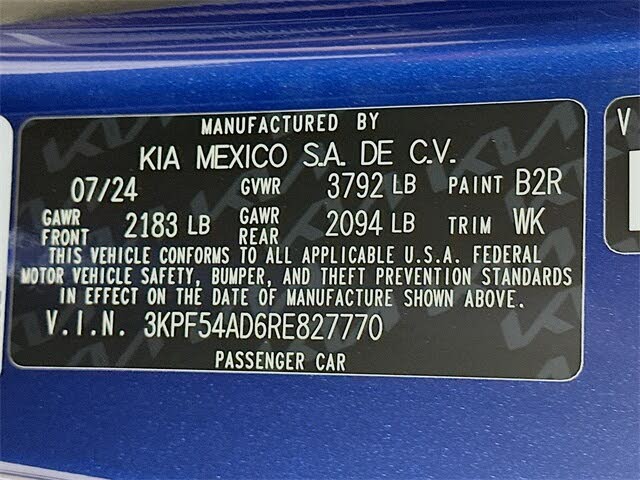 MANUFACTURED BY
KIA MEXICO S.A. DE C.V.
07/24 GVWR 3792 LB PAINT B2R
GAWR FRONT 2183 LB GAWR REAR 2094 LB TRIM WK
THIS VEHICLE CONFORMS TO ALL APPLICABLE U.S.A. FEDERAL
MOTOR VEHICLE SAFETY, BUMPER, AND THEFT PREVENTION STANDARDS
IN EFFECT ON THE DATE OF MANUFACTURE SHOWN ABOVE.
V.I.N. 3KPF54AD6RE827770
PASSENGER CAR
V